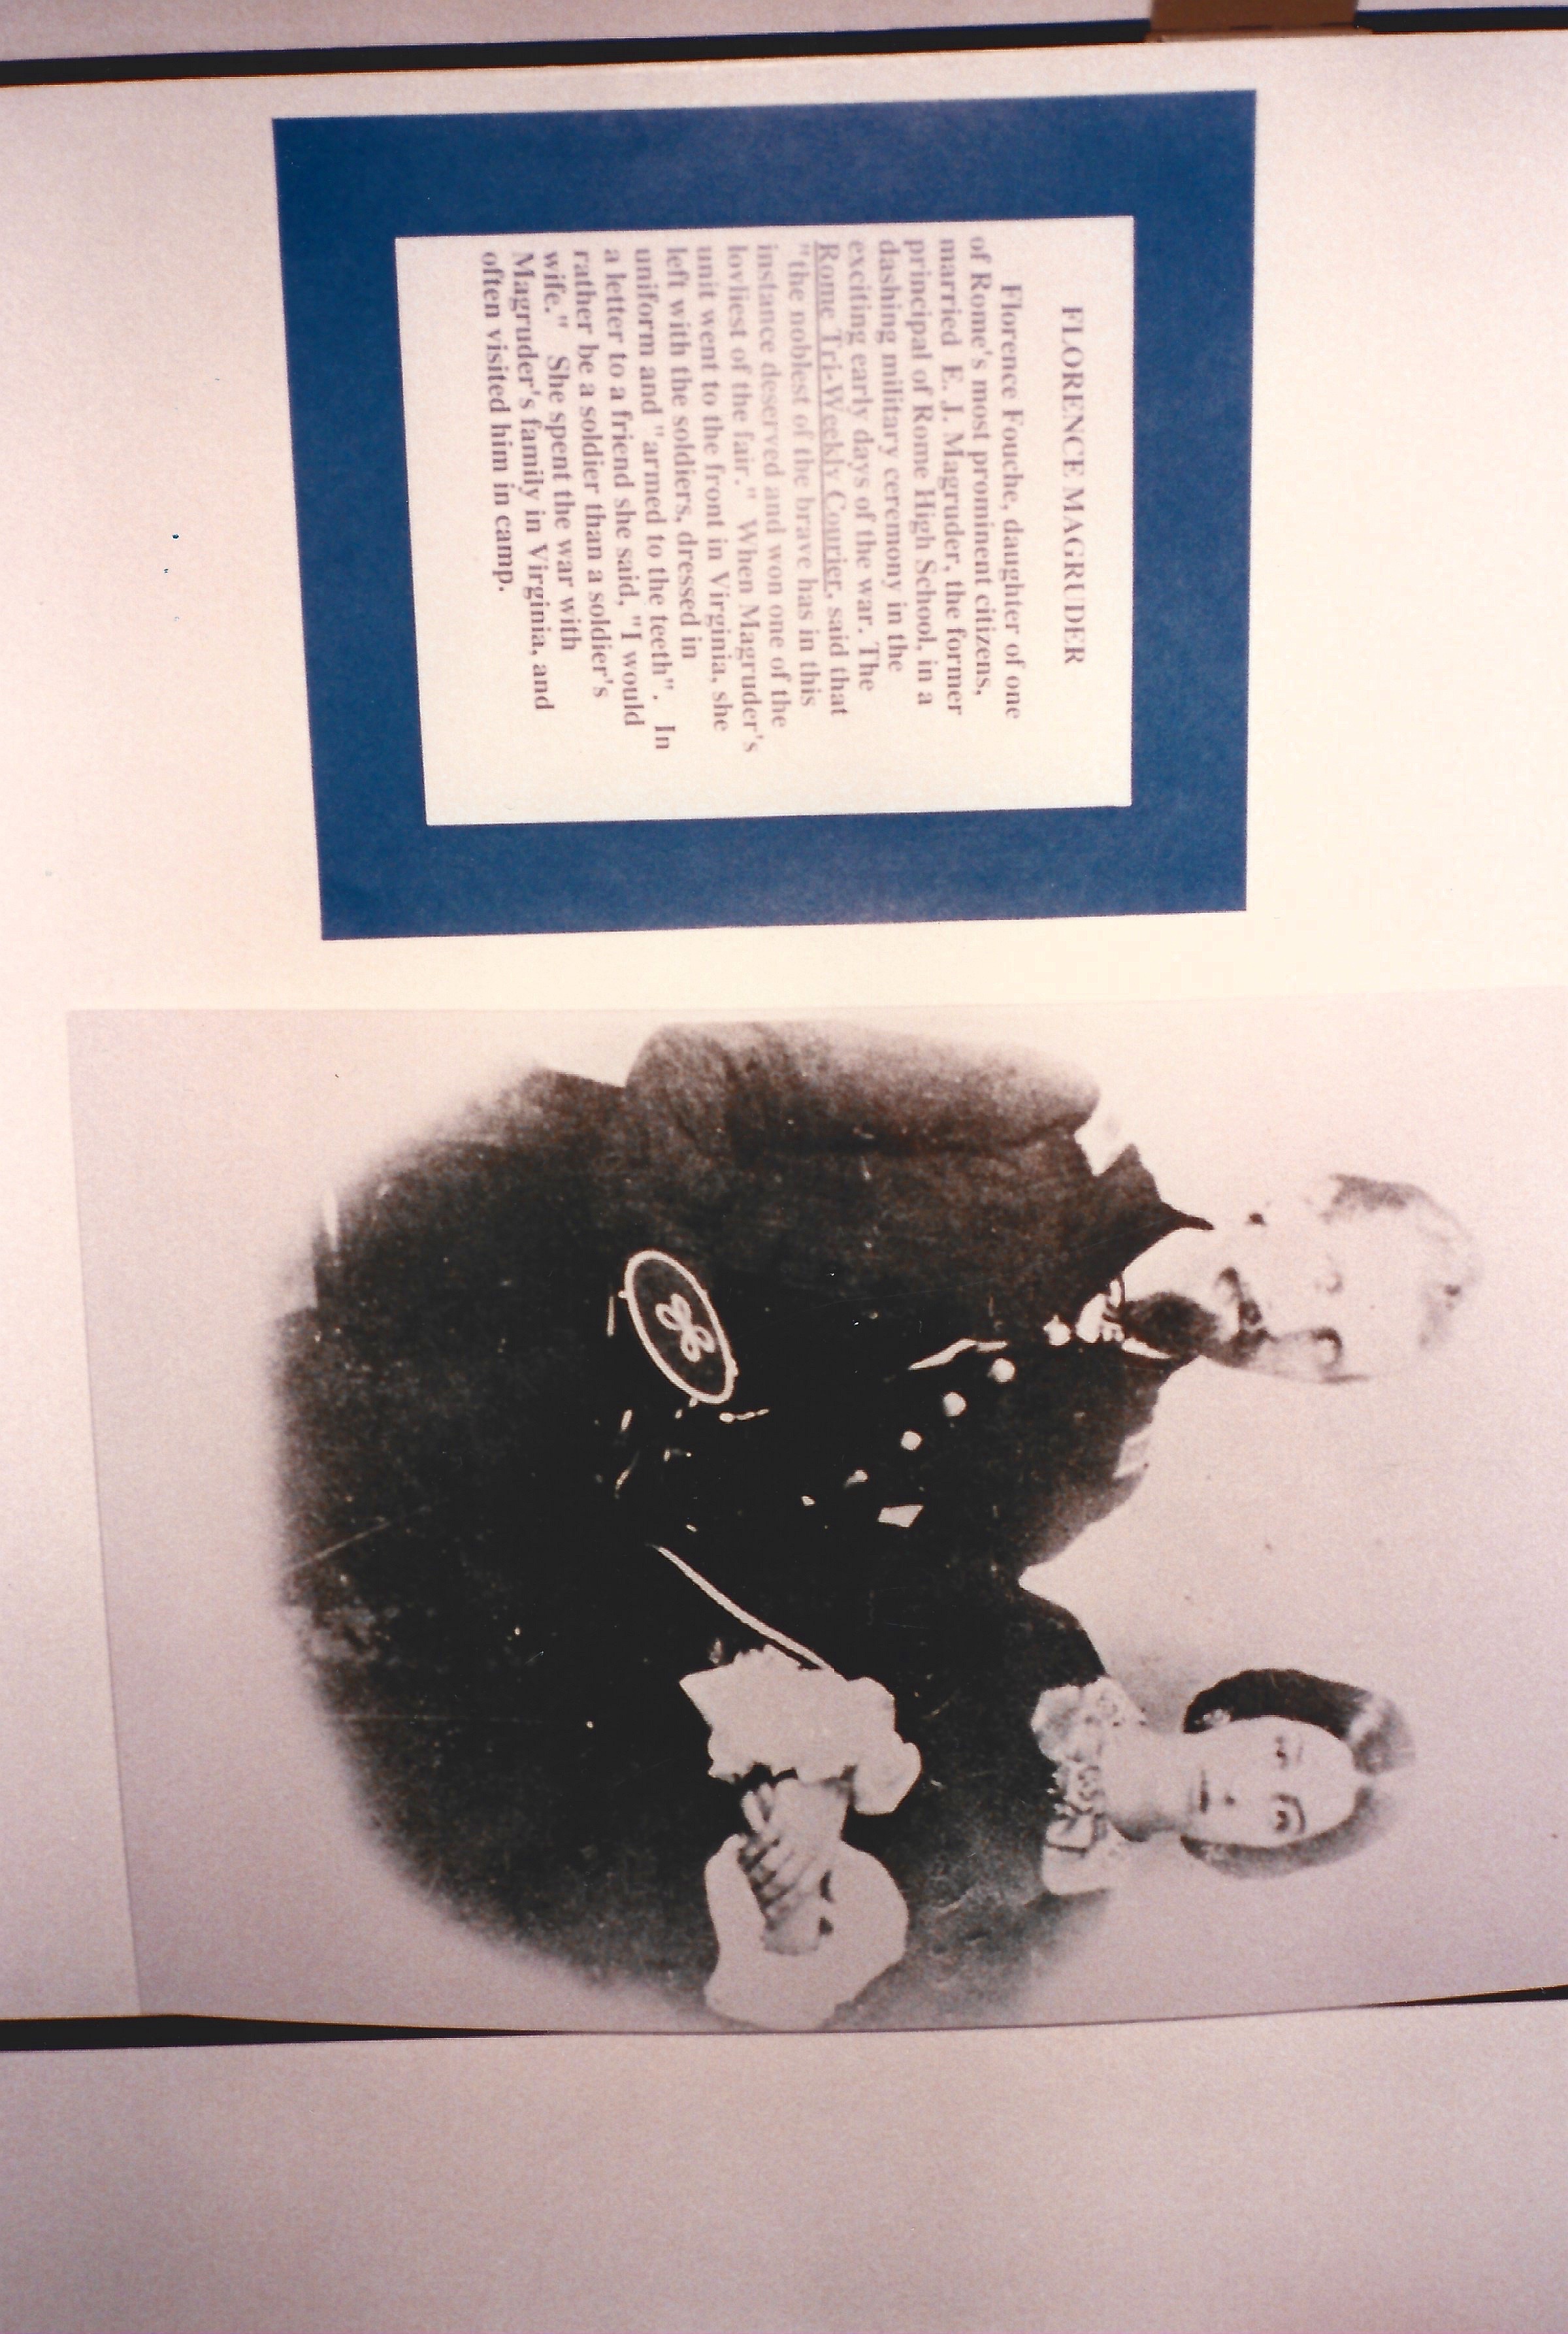 FLORENCE MAGRUDER
Florence Fouche, daughter of one
of Rome's most prominent citizens,
married E. J. Magruder, the former
principal of Rome High School, in a
dashing military ceremony in the
exciting early days of the war. The
Rome Tri-Weekly Courier, said that
"the noblest of the brave has in this
instance deserved and won one of the
lovliest of the fair." When Magruder's
unit went to the front in Virginia, she
left with the soldiers, dressed in
uniform and "armed to the teeth". In
a letter to a friend she said, "I would
rather be a soldier than a soldier's
wife." She spent the war with
Magruder's family in Virginia, and
often visited him in camp.